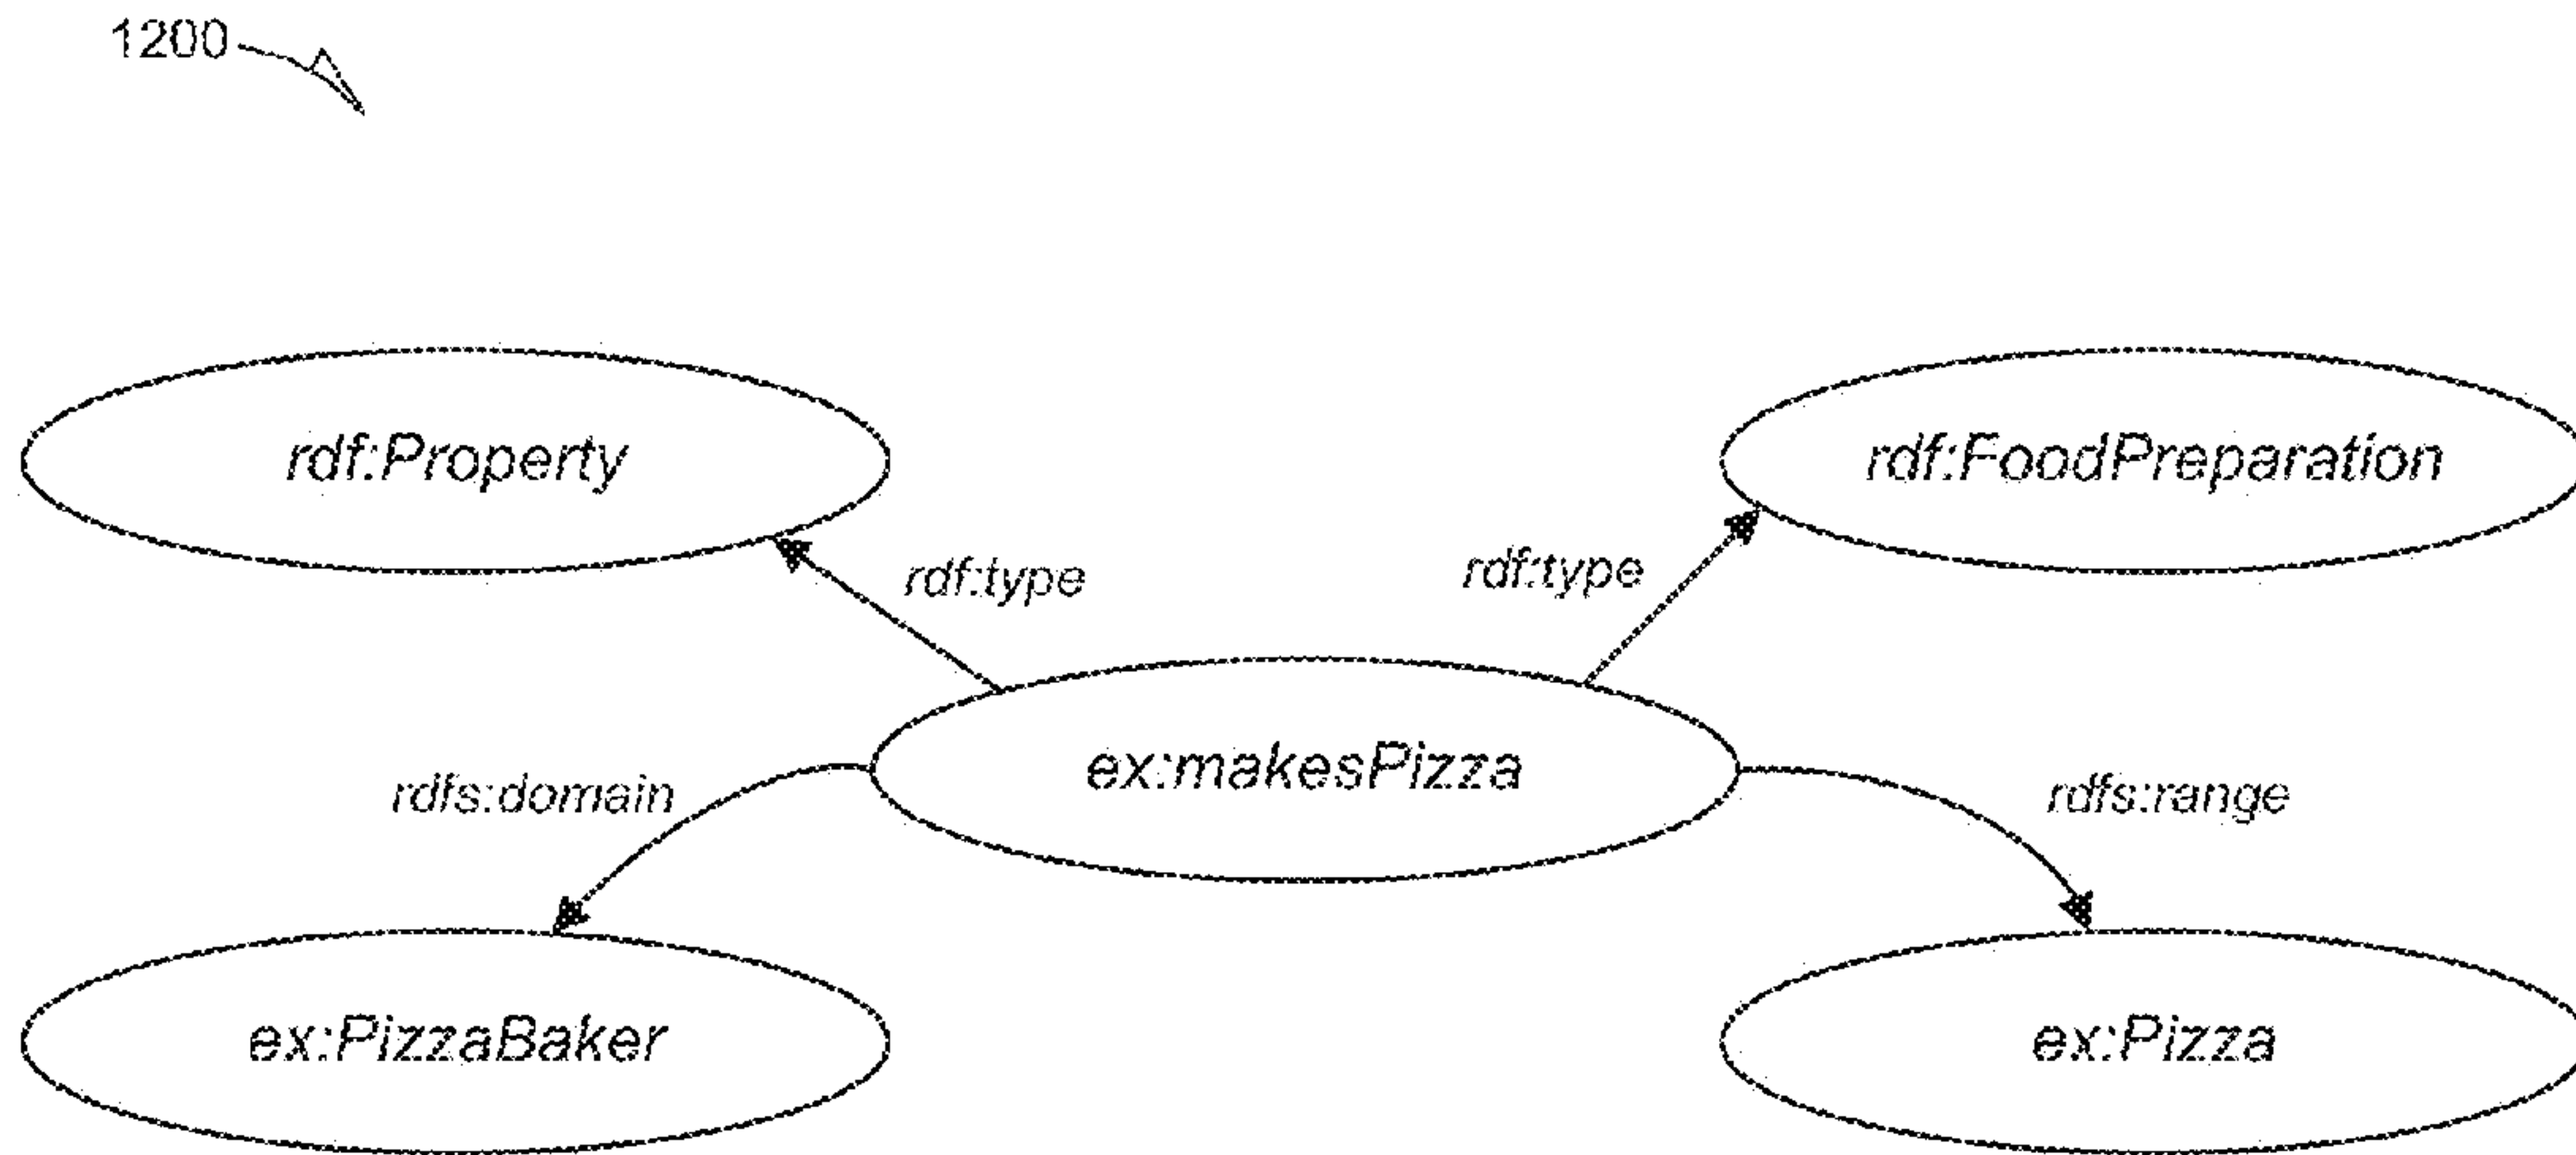 1200
rdf:Property
rdf:FoodPreparation
rdf:type
rdf:type
ex:makesPizza
rdfs:domain
rdfs:range
ex:PizzaBaker
ex:Pizza